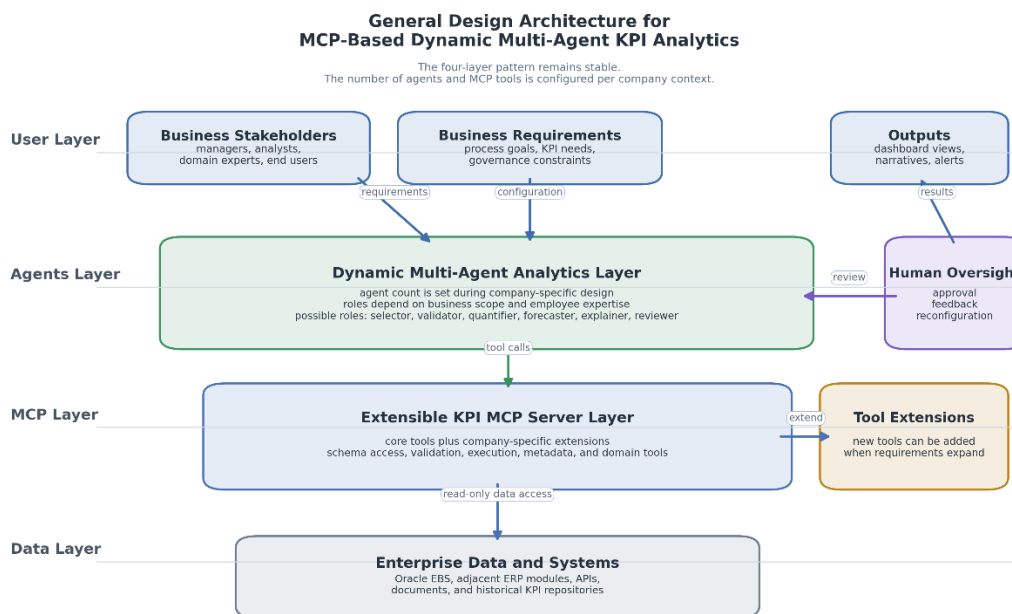 General Design Architecture for
MCP-Based Dynamic Multi-Agent KPI Analytics
The four-layer pattern remains stable.
The number of agents and MCP tools is configured per company context.
User Layer
Business Stakeholders
managers, analysts,
domain experts, end users
Business Requirements
process goals, KPI needs,
governance constraints
Outputs
dashboard views,
narratives, alerts
requirements
configuration
results
Agents Layer
Dynamic Multi-Agent Analytics Layer
agent count is set during company-specific design
roles depend on business scope and employee expertise
possible roles: selector, validator, quantifier, forecaster, explainer, reviewer
review
Human Oversigh
approval
feedback
reconfiguration
tool calls
MCP Layer
Extensible KPI MCP Server Layer
core tools plus company-specific extensions
schema access, validation, execution, metadata, and domain tools
extend
Tool Extensions
new tools can be added
when requirements expand
read-only data access
Data Layer
Enterprise Data and Systems
Oracle EBS, adjacent ERP modules, APIs,
documents, and historical KPI repositories